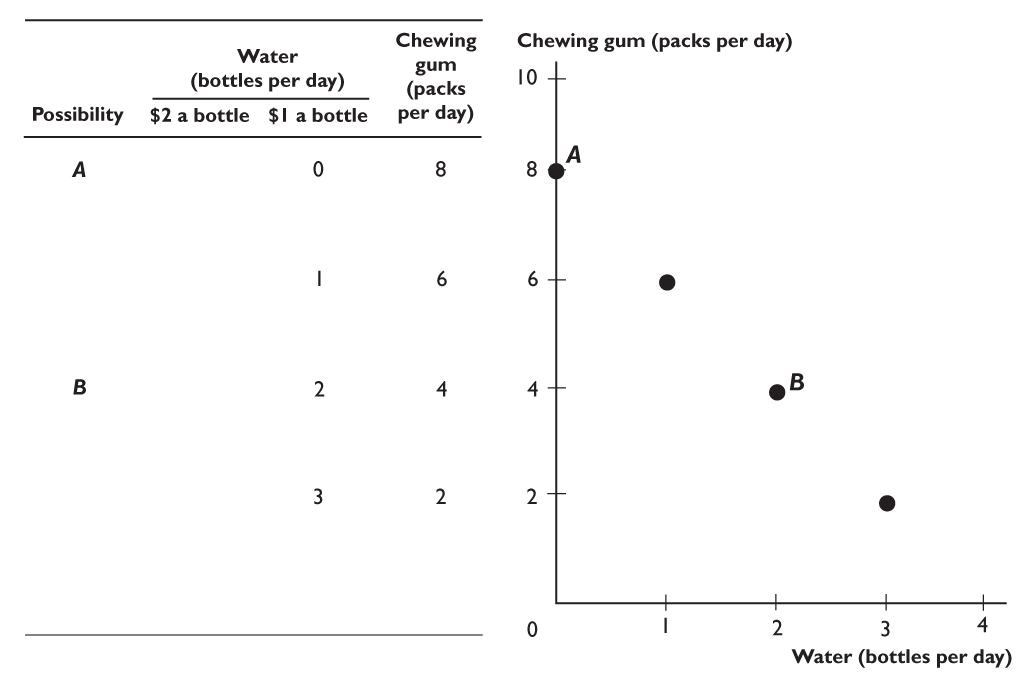 Water
(bottles per day)
Chewing
gum
(packs
per day)
Possibility $2 a bottle $1 a bottle
A 0 8
1 6
B 2 4
3 2
Chewing gum (packs per day)
10
8
A
6
4
B
2
0 1 2 3 4
Water (bottles per day)